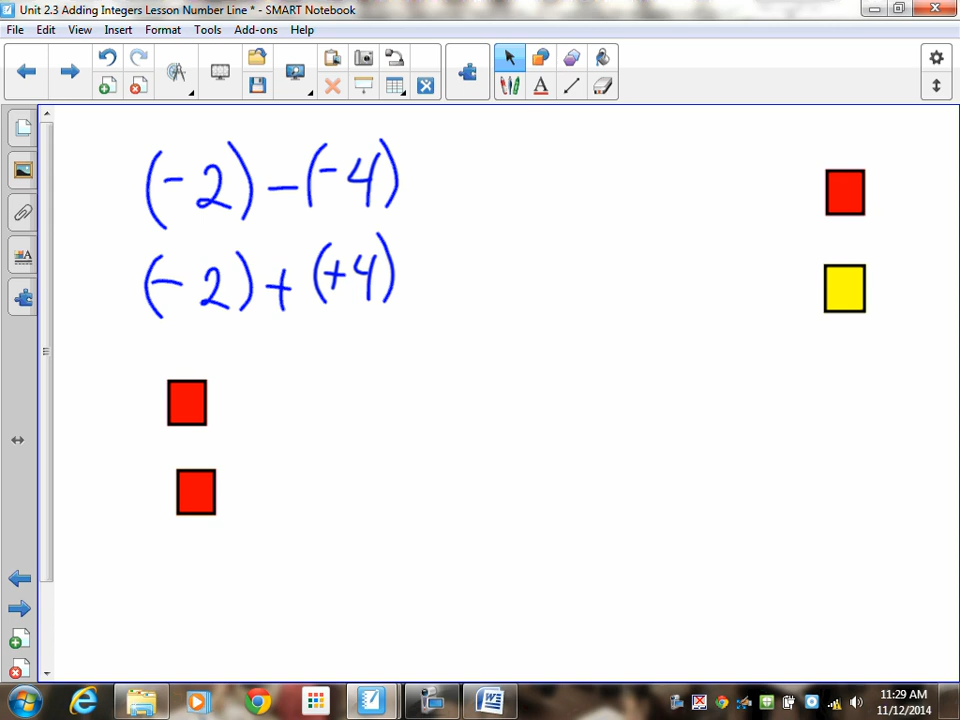 Unit 2.3 Adding Integers Lesson Number Line * - SMART Notebook
File Edit View Insert Format Tools Add-ons Help
(-2) - (-4)
(-2) + (+4)
11:29 AM
11/12/2014